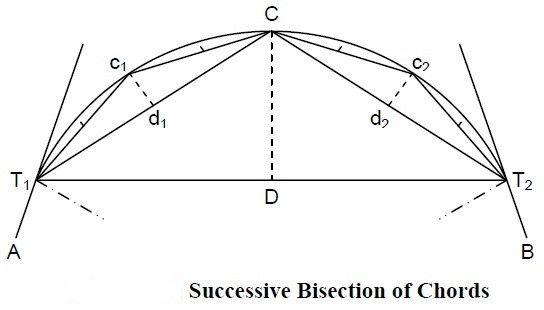 C
c1 c2
d1 d2
T1 D T2
A B
Successive Bisection of Chords